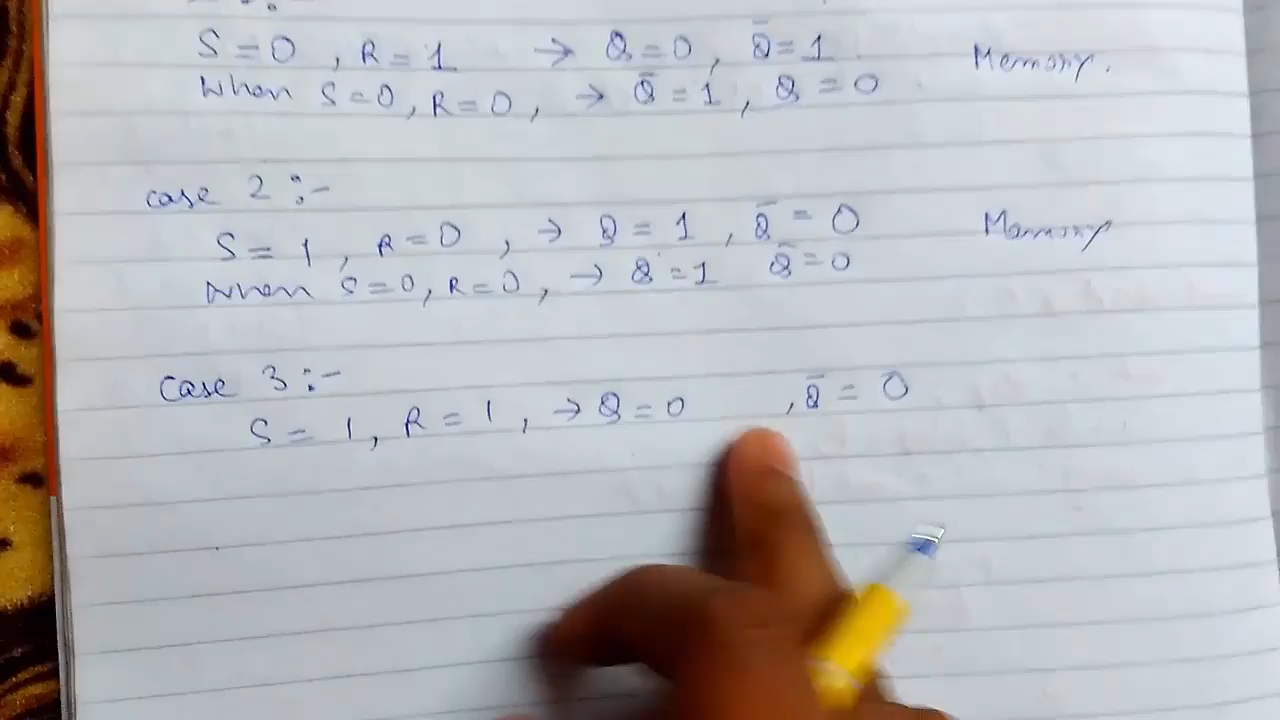 S = 0 , R = 1 → Q = 0 , Q̅ = 1 Memory.
When S = 0, R = 0 , → Q̅ = 1 , Q = 0
case 2 :-
S = 1 , R = 0 , → Q = 1 , Q̅ = 0 Memory
When S = 0, R = 0 , → Q = 1 Q̅ = 0
Case 3 :-
S = 1 , R = 1 , → Q = 0 , Q̅ = 0